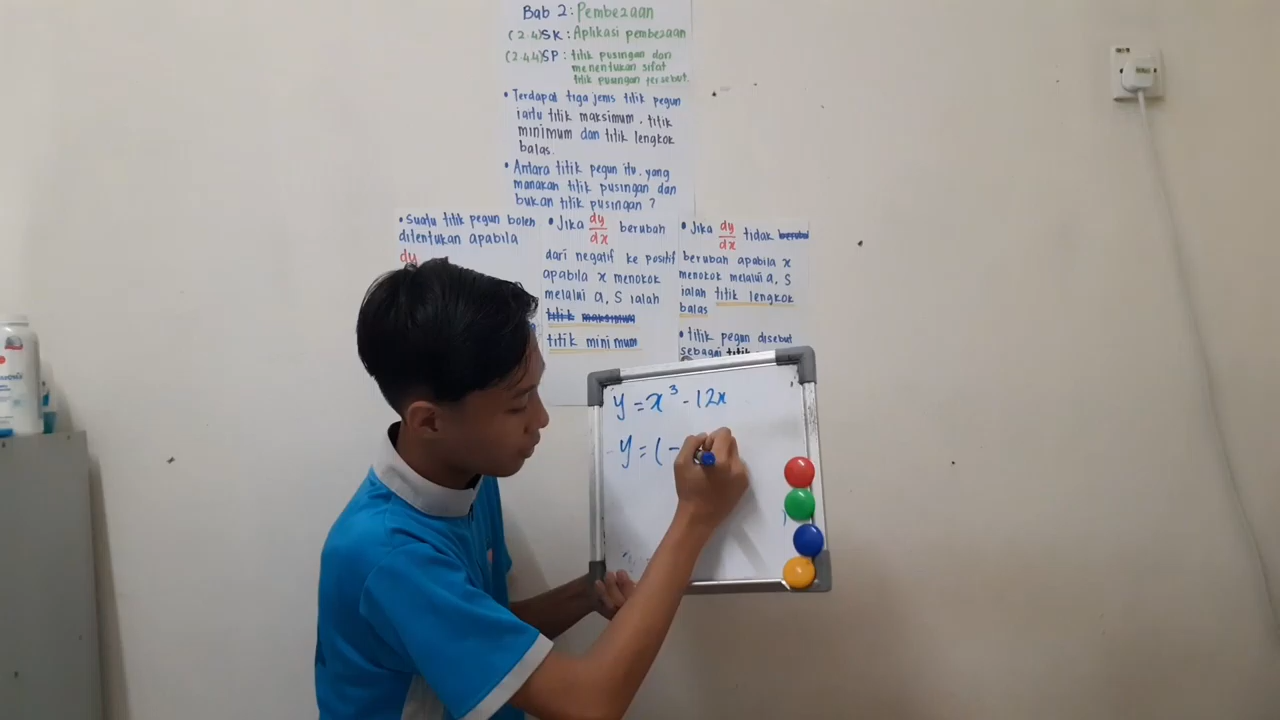 Bab 2: Pembezaan
(2.4)SK: Aplikasi pembezaan
(2.4.4)SP: titik pusingan dan
menentukan sifat
titik pusingan tersebut.
• Terdapat tiga jenis titik pegun
iaitu titik maksimum, titik
minimum dan titik lengkok
balas.
• Antara titik pegun itu, yang
manakan titik pusingan dan
bukan titik pusingan ?
• Suatu titik pegun boleh
ditentukan apabila
dy
• Jika dy/dx berubah
dari negatif ke positif
apabila x menokok
melalui a, S ialah
titik maksimum
titik minimum
• Jika dy/dx tidak
berubah apabila x
menokok melalui a, S
ialah titik lengkok
balas
• titik pegun disebut
sebagai titik
y = x³ - 12x
y = (-